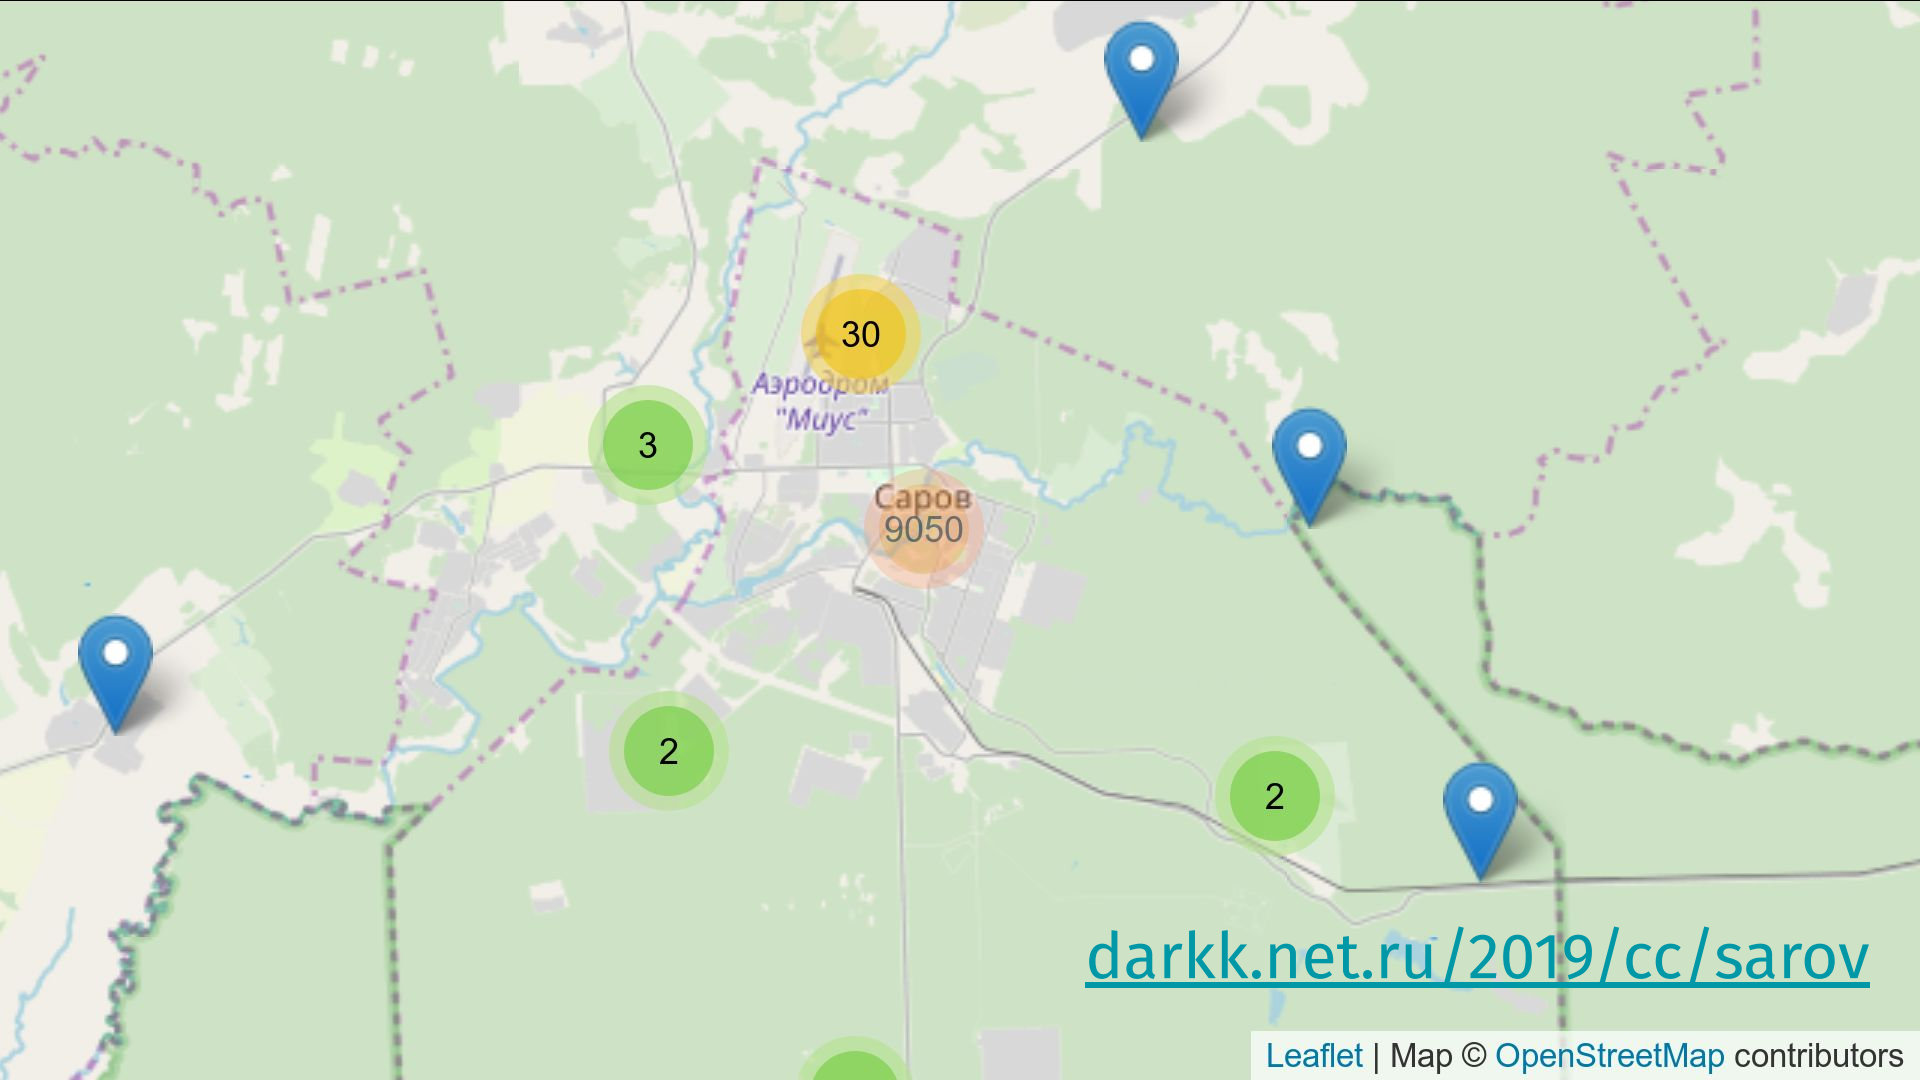 30
Аэродром
"Миус"
3
Саров
9050
2
2
darkk.net.ru/2019/cc/sarov
Leaflet | Map © OpenStreetMap contributors